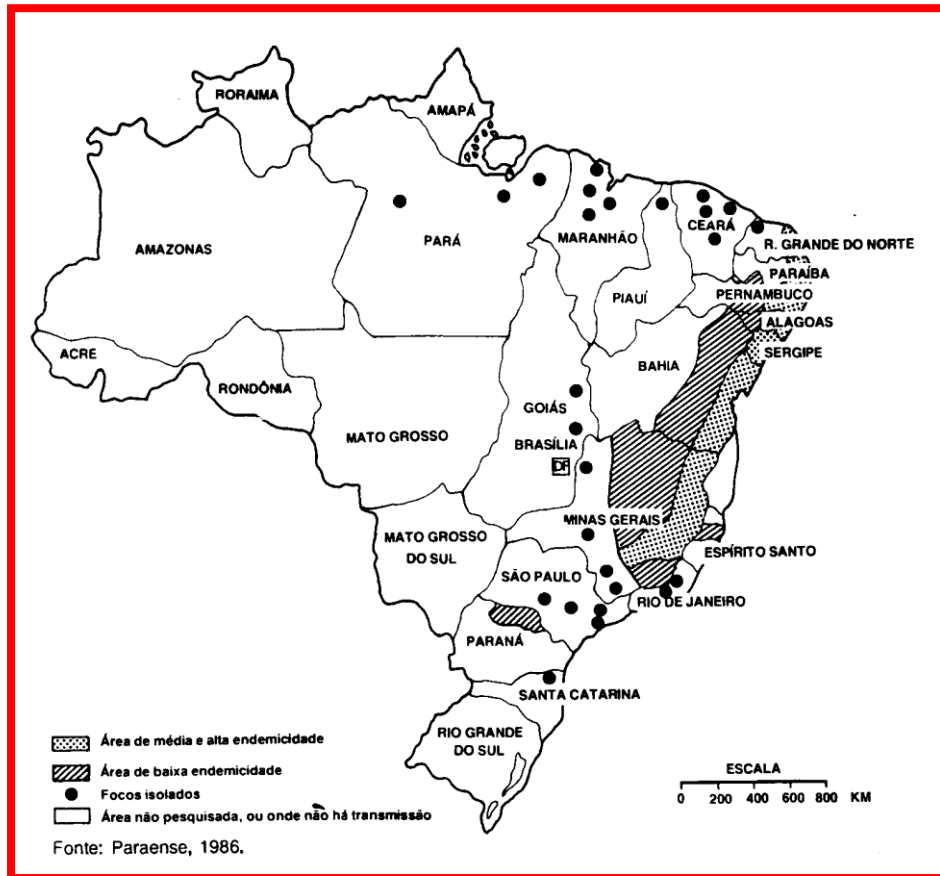 RORAIMA
AMAPÁ
AMAZONAS
PARÁ
MARANHÃO
CEARÁ
R. GRANDE DO NORTE
PARAÍBA
PIAUÍ
PERNAMBUCO
ALAGOAS
SERGIPE
ACRE
RONDÔNIA
BAHIA
MATO GROSSO
GOIÁS
BRASÍLIA
DF
MINAS GERAIS
MATO GROSSO
DO SUL
ESPÍRITO SANTO
SÃO PAULO
RIO DE JANEIRO
PARANÁ
SANTA CATARINA
RIO GRANDE
DO SUL
Área de média e alta endemicidade
Área de baixa endemicidade
Focos isolados
Área não pesquisada, ou onde não há transmissão
ESCALA
0 200 400 600 800 KM
Fonte: Paraense, 1986.